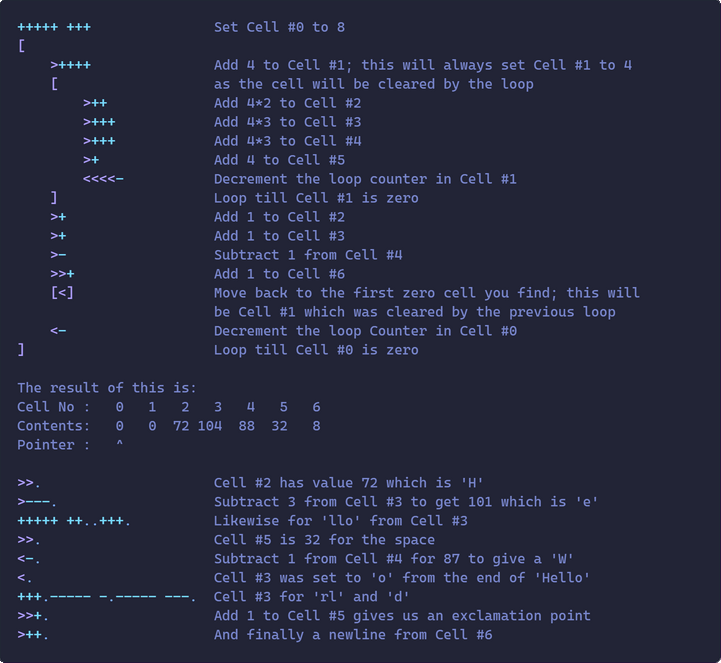 +++++ +++               Set Cell #0 to 8
[
    >++++               Add 4 to Cell #1; this will always set Cell #1 to 4
    [                   as the cell will be cleared by the loop
        >++             Add 4*2 to Cell #2
        >+++            Add 4*3 to Cell #3
        >+++            Add 4*3 to Cell #4
        >+              Add 4 to Cell #5
        <<<<-           Decrement the loop counter in Cell #1
    ]                   Loop till Cell #1 is zero
    >+                  Add 1 to Cell #2
    >+                  Add 1 to Cell #3
    >-                  Subtract 1 from Cell #4
    >>+                 Add 1 to Cell #6
    [<]                 Move back to the first zero cell you find; this will
                        be Cell #1 which was cleared by the previous loop
    <-                  Decrement the loop Counter in Cell #0
]                       Loop till Cell #0 is zero

The result of this is:
Cell No :   0   1   2   3   4   5   6
Contents:   0   0  72 104  88  32   8
Pointer :   ^

>>.                     Cell #2 has value 72 which is 'H'
>---.                   Subtract 3 from Cell #3 to get 101 which is 'e'
+++++ ++..+++.          Likewise for 'llo' from Cell #3
>>.                     Cell #5 is 32 for the space
<-.                     Subtract 1 from Cell #4 for 87 to give a 'W'
<.                      Cell #3 was set to 'o' from the end of 'Hello'
+++.----- -.----- ---.  Cell #3 for 'rl' and 'd'
>>+.                    Add 1 to Cell #5 gives us an exclamation point
>++.                    And finally a newline from Cell #6